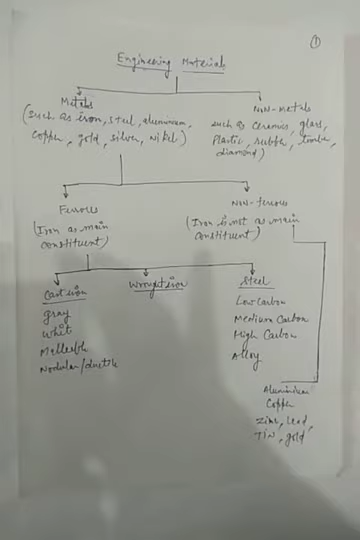 1
Engineering Materials
Metals
(such as iron, steel, aluminium,
Copper, gold, silver, Nikel)
Non-metals
such as ceramics, glass,
Plastic, rubber, timber,
diamond)
Ferrous
(Iron as main
constituent)
Non-ferrous
(Iron is not as main
constituent)
Cast iron
gray
White
Malleable
Nodular/ductile
Wrought iron
Steel
Low Carbon
Medium Carbon
High Carbon
Alloy
Aluminium
Copper
Zinc, Lead,
TIN, gold